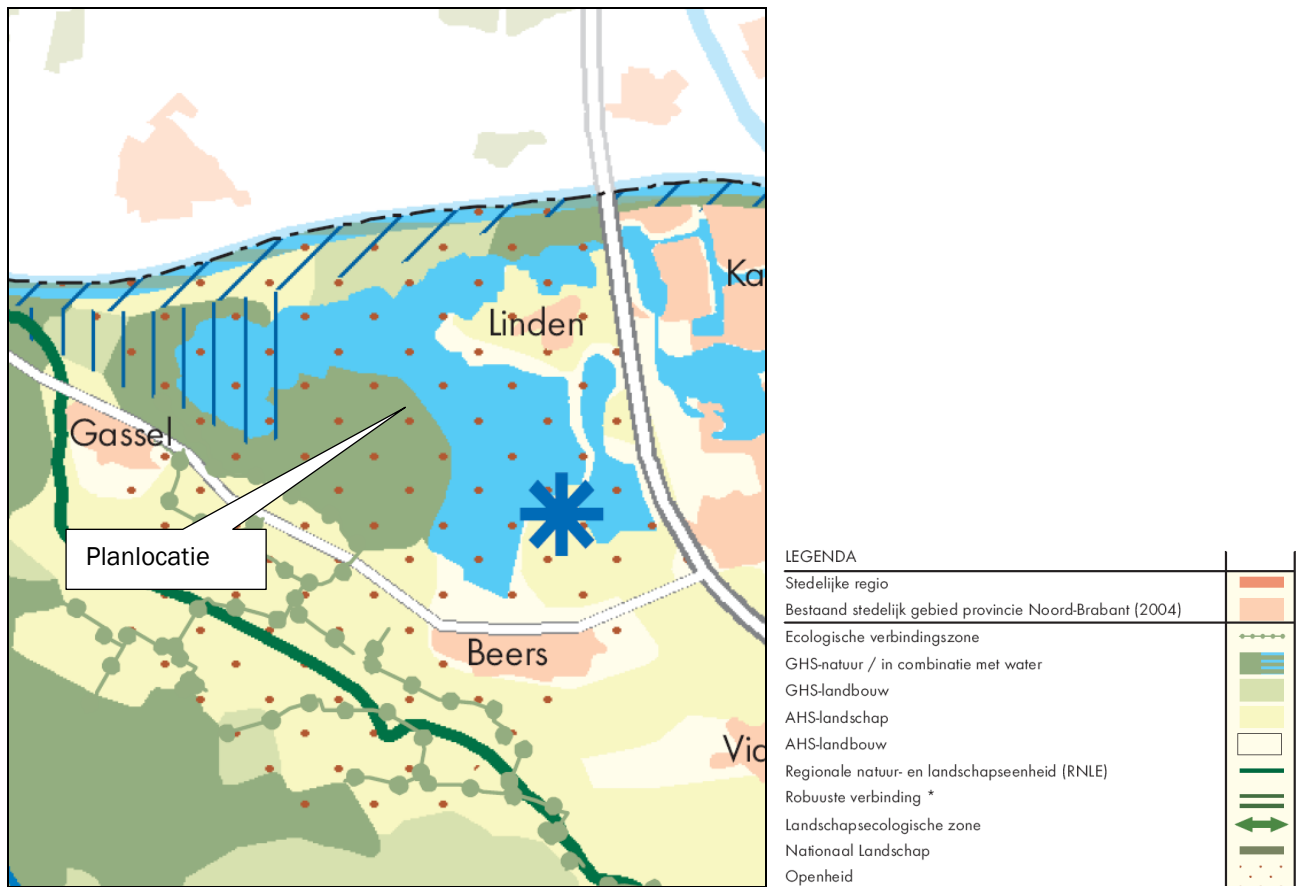 Linden
Ka
Gassel
Planlocatie
Beers
Vic
LEGENDA
Stedelijke regio
Bestaand stedelijk gebied provincie Noord-Brabant (2004)
Ecologische verbindingszone
GHS-natuur / in combinatie met water
GHS-landbouw
AHS-landschap
AHS-landbouw
Regionale natuur- en landschapseenheid (RNLE)
Robuuste verbinding *
Landschapsecologische zone
Nationaal Landschap
Openheid